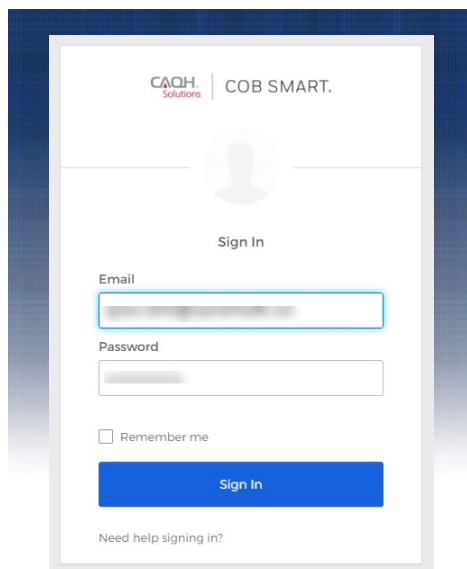 CAQH. Solutions COB SMART.
Sign In
Email
Password
Remember me
Sign In
Need help signing in?